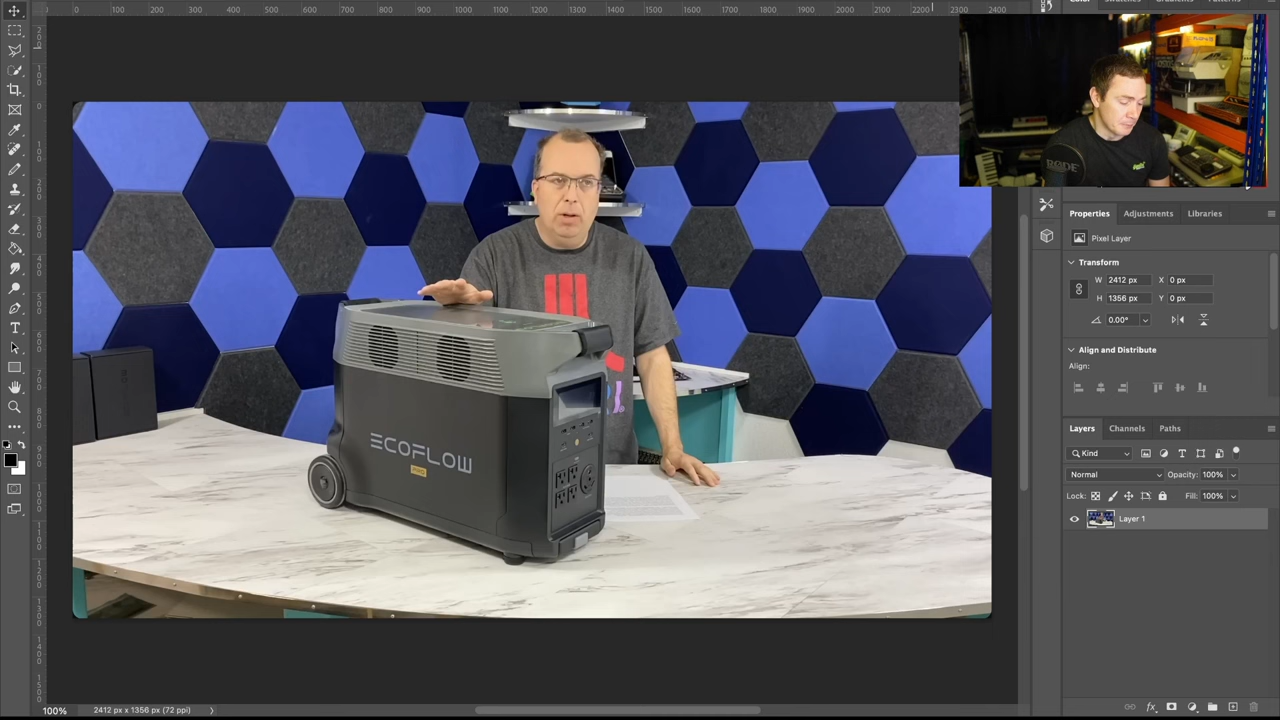 0 100 200 300 400 500 600 700 800 900 1000 1100 1200 1300 1400 1500 1600 1700 1800 1900 2000 2100 2200 2300 2400
RØDE
Properties Adjustments Libraries
Pixel Layer
Transform
W 2412 px X 0 px
H 1356 px Y 0 px
0.00°
Align and Distribute
Align:
ECOFLOW
PRO
Layers Channels Paths
Kind
Normal Opacity: 100%
Lock: Fill: 100%
Layer 1
100% 2412 px x 1356 px (72 ppi)